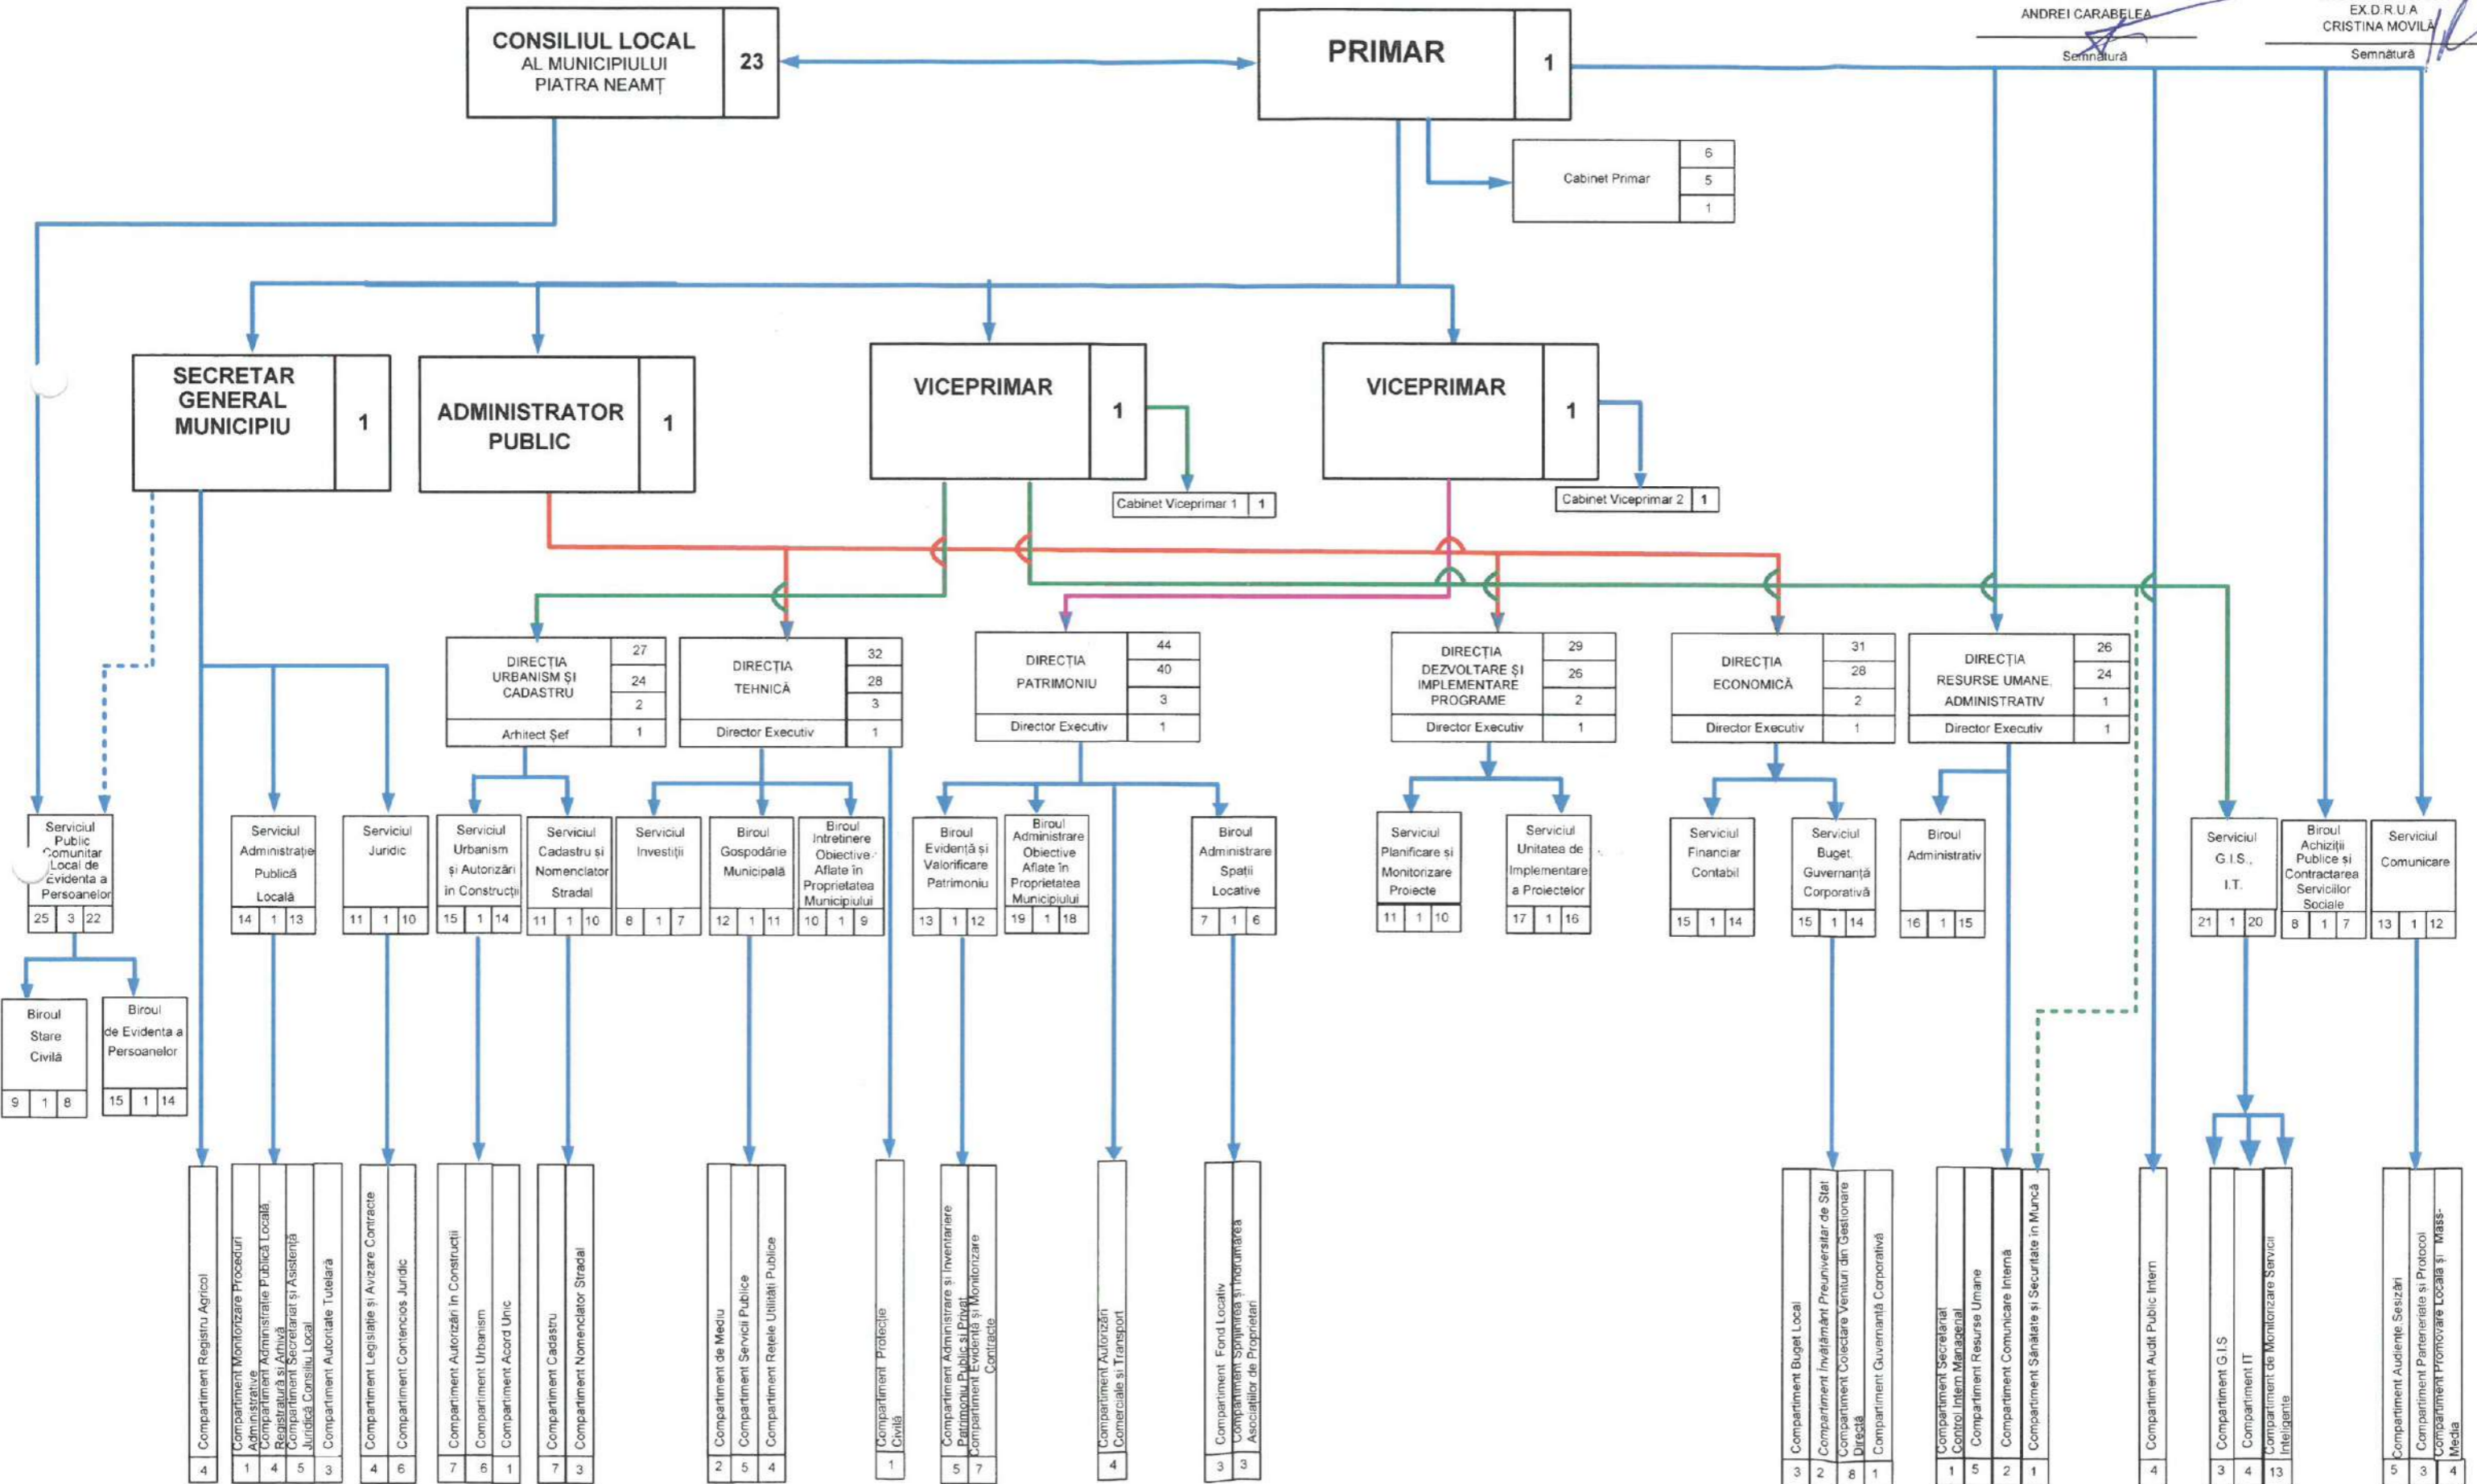 ANDREI CARABELEA
Semnătură
EX.D.R.U.A
CRISTINA MOVILĂ
Semnătură
CONSILIUL LOCAL
AL MUNICIPIULUI
PIATRA NEAMȚ
23
PRIMAR
1
Cabinet Primar
6
5
1
SECRETAR
GENERAL
MUNICIPIU
1
ADMINISTRATOR
PUBLIC
1
VICEPRIMAR
1
VICEPRIMAR
1
Cabinet Viceprimar 1 1
Cabinet Viceprimar 2 1
DIRECȚIA
URBANISM ȘI
CADASTRU
27
24
2
Arhitect Șef 1
DIRECȚIA
TEHNICĂ
32
28
3
Director Executiv 1
DIRECȚIA
PATRIMONIU
44
40
3
Director Executiv 1
DIRECȚIA
DEZVOLTARE ȘI
IMPLEMENTARE
PROGRAME
29
26
2
Director Executiv 1
DIRECȚIA
ECONOMICĂ
31
28
2
Director Executiv 1
DIRECȚIA
RESURSE UMANE,
ADMINISTRATIV
26
24
1
Director Executiv 1
Serviciul
Public
Comunitar
Local de
Evidenta a
Persoanelor
25 3 22
Serviciul
Administrație
Publică
Locală
14 1 13
Serviciul
Juridic
11 1 10
Serviciul
Urbanism
și Autorizări
în Construcții
15 1 14
Serviciul
Cadastru și
Nomenclator
Stradal
11 1 10
Serviciul
Investiții
8 1 7
Biroul
Gospodărie
Municipală
12 1 11
Biroul
Intretinere
Obiective
Aflate în
Proprietatea
Municipiului
10 1 9
Biroul
Evidență și
Valorificare
Patrimoniu
13 1 12
Biroul
Administrare
Obiective
Aflate în
Proprietatea
Municipiului
19 1 18
Biroul
Administrare
Spații
Locative
7 1 6
Serviciul
Planificare și
Monitorizare
Proiecte
11 1 10
Serviciul
Unitatea de
Implementare
a Proiectelor
17 1 16
Serviciul
Financiar
Contabil
15 1 14
Serviciul
Buget,
Guvernanță
Corporativă
15 1 14
Biroul
Administrativ
16 1 15
Serviciul
G.I.S.,
I.T.
21 1 20
Biroul
Achiziții
Publice și
Contractarea
Serviciilor
Sociale
8 1 7
Serviciul
Comunicare
13 1 12
Biroul
Stare
Civilă
9 1 8
Biroul
de Evidenta a
Persoanelor
15 1 14
Compartiment Registru Agricol
4
Compartiment Monitorizare Proceduri
Administrative
1
Compartiment Administrație Publică Locală,
Registratură și Arhivă
4
Compartiment Secretariat și Asistență
Juridică Consiliu Local
5
Compartiment Autoritate Tutelară
3
Compartiment Legislație și Avizare Contracte
4
Compartiment Contencios Juridic
6
Compartiment Autorizări în Construcții
7
Compartiment Urbanism
6
Compartiment Acord Unic
1
Compartiment Cadastru
7
Compartiment Nomenclator Stradal
3
Compartiment de Mediu
2
Compartiment Servicii Publice
5
Compartiment Rețele Utilități Publice
4
Compartiment Protecție
Civilă
1
Compartiment Administrare și Inventariere
Patrimoniu Public și Privat
5
Compartiment Evidență și Monitorizare
Contracte
7
Compartiment Autorizări
Comerciale si Transport
4
Compartiment Fond Locativ
3
Compartiment Sprijinirea și Îndrumarea
Asociațiilor de Proprietari
3
Compartiment Buget Local
3
Compartiment Învățământ Preuniversitar de Stat
2
Compartiment Colectare Venituri din Gestionare
Directă
8
Compartiment Guvernanță Corporativă
1
Compartiment Secretariat
Control Intern Managerial
1
Compartiment Resurse Umane
5
Compartiment Comunicare Internă
2
Compartiment Sănătate și Securitate în Muncă
1
Compartiment Audit Public Intern
4
Compartiment G.I.S
3
Compartiment IT
4
Compartiment de Monitorizare Servicii
Inteligente
13
Compartiment Audiențe,Sesizări
5
Compartiment Parteneriate și Protocol
3
Compartiment Promovare Locală și Mass-
Media
4